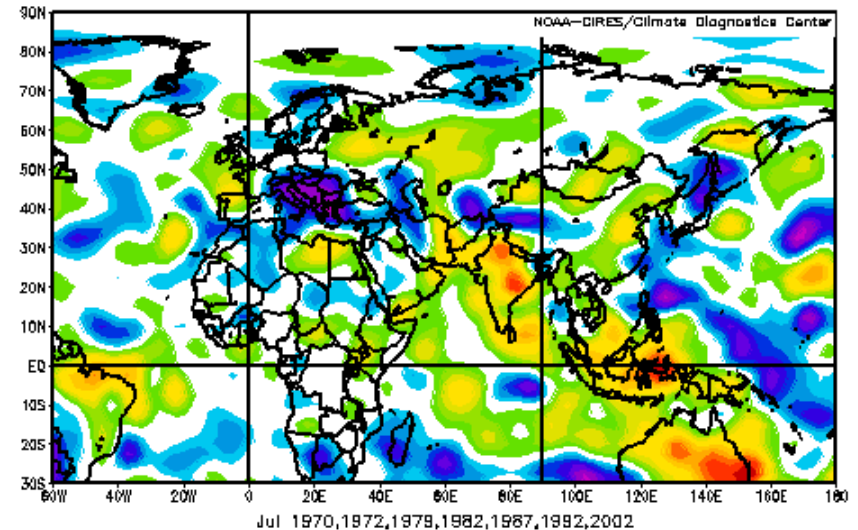 NOAA-CIRES/Climate Diagnostics Center
90N
80N
70N
60N
50N
40N
30N
20N
10N
EQ
10S
20S
30S
60W 40W 20W 0 20E 40E 60E 80E 100E 120E 140E 160E 180
Jul 1970,1972,1979,1982,1987,1992,2002